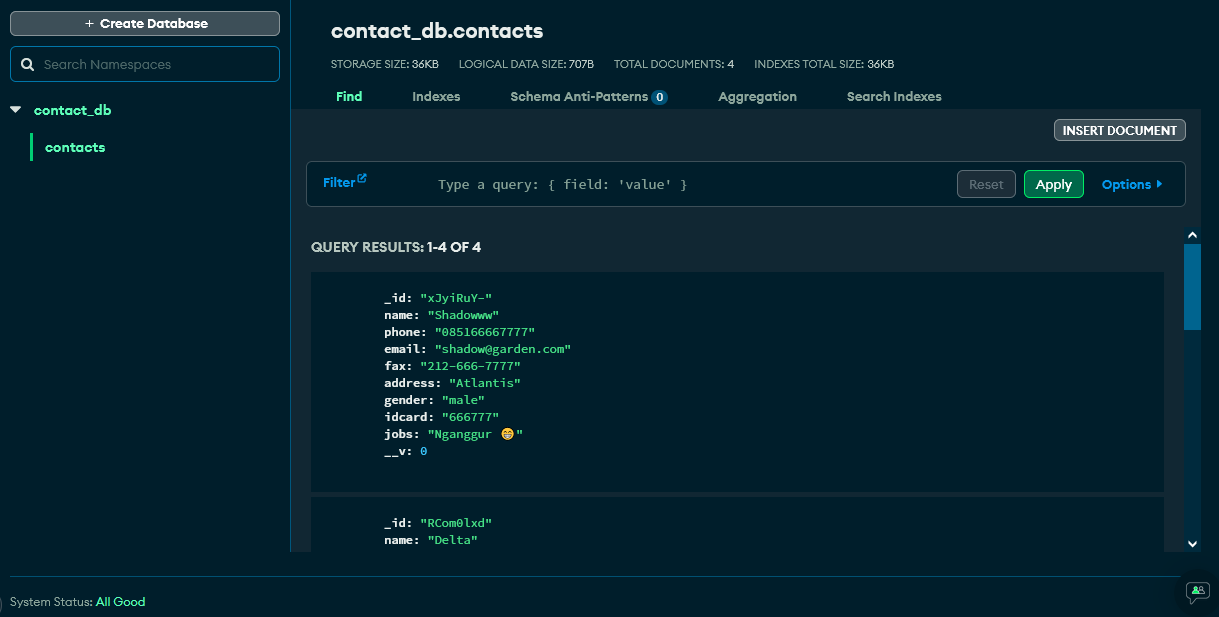 + Create Database
Search Namespaces
contact_db
contacts
contact_db.contacts
STORAGE SIZE: 36KB LOGICAL DATA SIZE: 707B TOTAL DOCUMENTS: 4 INDEXES TOTAL SIZE: 36KB
Find Indexes Schema Anti-Patterns 0 Aggregation Search Indexes
INSERT DOCUMENT
Filter Type a query: { field: 'value' } Reset Apply Options
QUERY RESULTS: 1-4 OF 4
_id: "xJyiRuY-"
name: "Shadowww"
phone: "085166667777"
email: "shadow@garden.com"
fax: "212-666-7777"
address: "Atlantis"
gender: "male"
idcard: "666777"
jobs: "Nganggur 😁"
__v: 0
_id: "RCom0lxd"
name: "Delta"
System Status: All Good